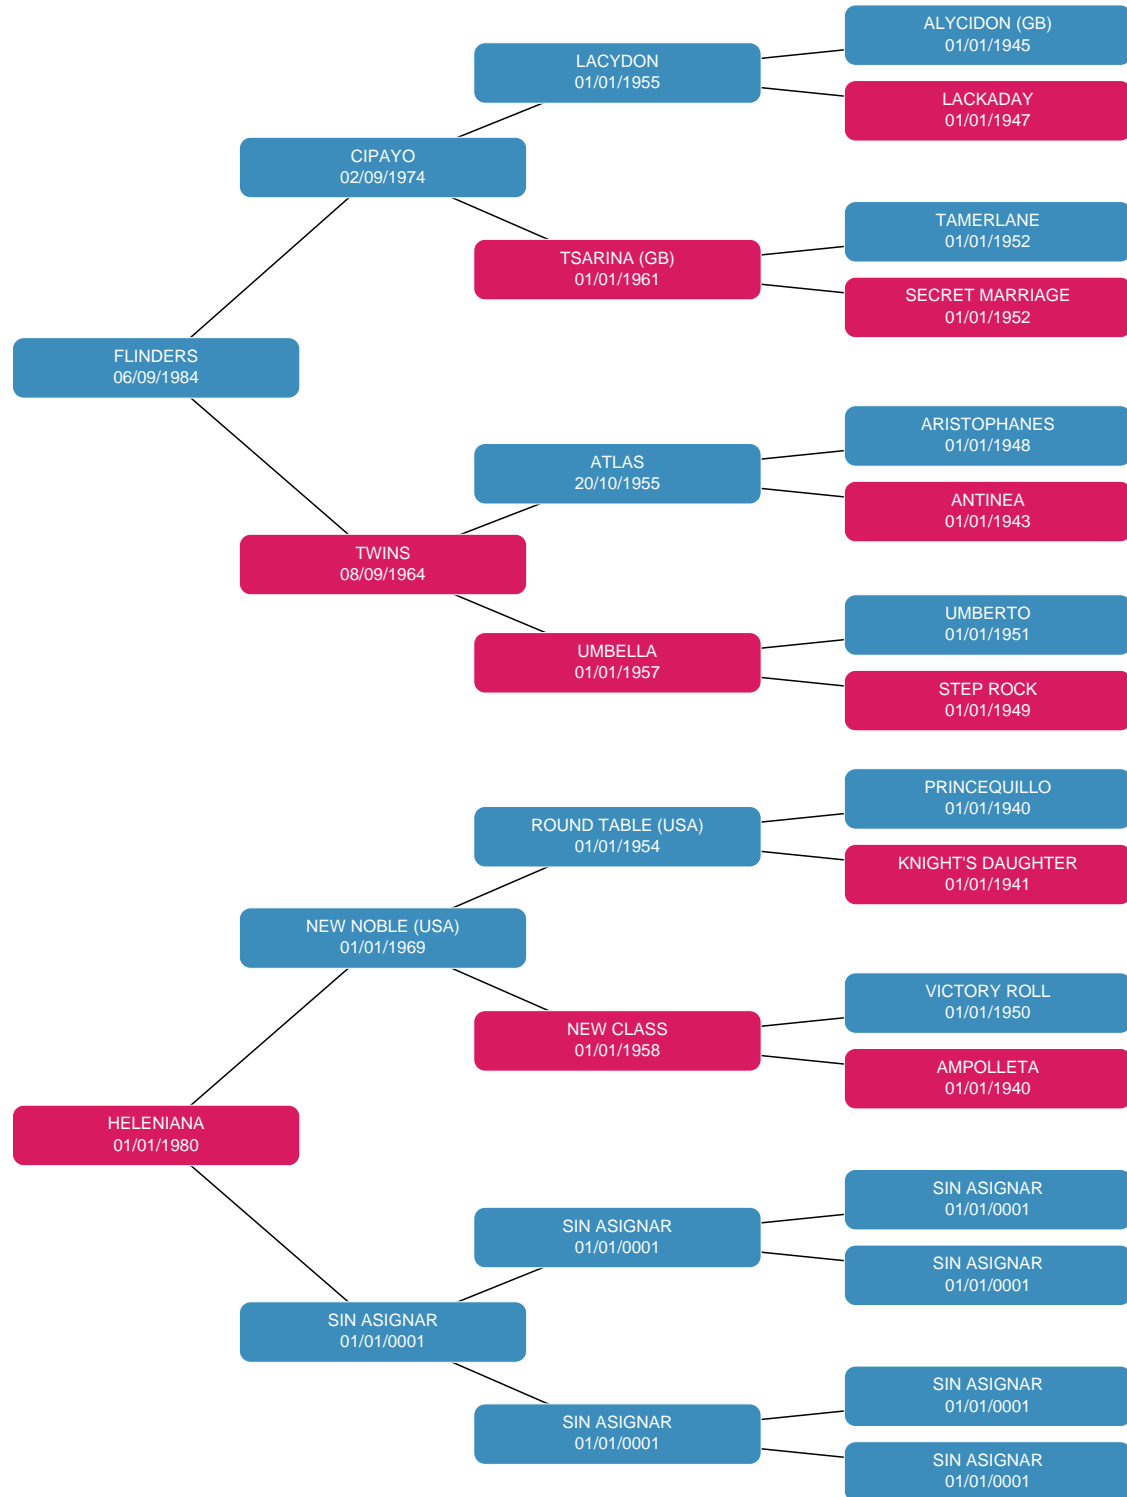 ALYCIDON (GB)
01/01/1945
LACYDON
01/01/1955
LACKADAY
01/01/1947
CIPAYO
02/09/1974
TAMERLANE
01/01/1952
TSARINA (GB)
01/01/1961
SECRET MARRIAGE
01/01/1952
FLINDERS
06/09/1984
ARISTOPHANES
01/01/1948
ATLAS
20/10/1955
ANTINEA
01/01/1943
TWINS
08/09/1964
UMBERTO
01/01/1951
UMBELLA
01/01/1957
STEP ROCK
01/01/1949
PRINCEQUILLO
01/01/1940
ROUND TABLE (USA)
01/01/1954
KNIGHT'S DAUGHTER
01/01/1941
NEW NOBLE (USA)
01/01/1969
VICTORY ROLL
01/01/1950
NEW CLASS
01/01/1958
AMPOLLETA
01/01/1940
HELENIANA
01/01/1980
SIN ASIGNAR
01/01/0001
SIN ASIGNAR
01/01/0001
SIN ASIGNAR
01/01/0001
SIN ASIGNAR
01/01/0001
SIN ASIGNAR
01/01/0001
SIN ASIGNAR
01/01/0001
SIN ASIGNAR
01/01/0001